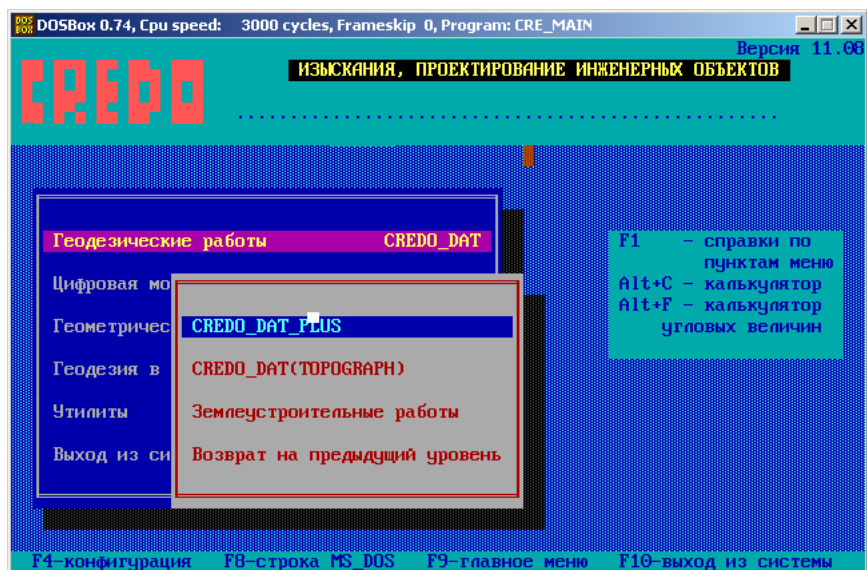 DOS BOX DOSBox 0.74, Cpu speed: 3000 cycles, Frameskip 0, Program: CRE_MAIN
Версия 11.08
CREDO
ИЗЫСКАНИЯ, ПРОЕКТИРОВАНИЕ ИНЖЕНЕРНЫХ ОБЪЕКТОВ
Геодезические работы CREDO_DAT
Цифровая мо
Геометричес
Геодезия в
Утилиты
Выход из си
CREDO_DAT_PLUS
CREDO_DAT(TOPOGRAPH)
Землеустроительные работы
Возврат на предыдущий уровень
F1 - справки по
пунктам меню
Alt+C - калькулятор
Alt+F - калькулятор
угловых величин
F4-конфигурация F8-строка MS_DOS F9-главное меню F10-выход из системы